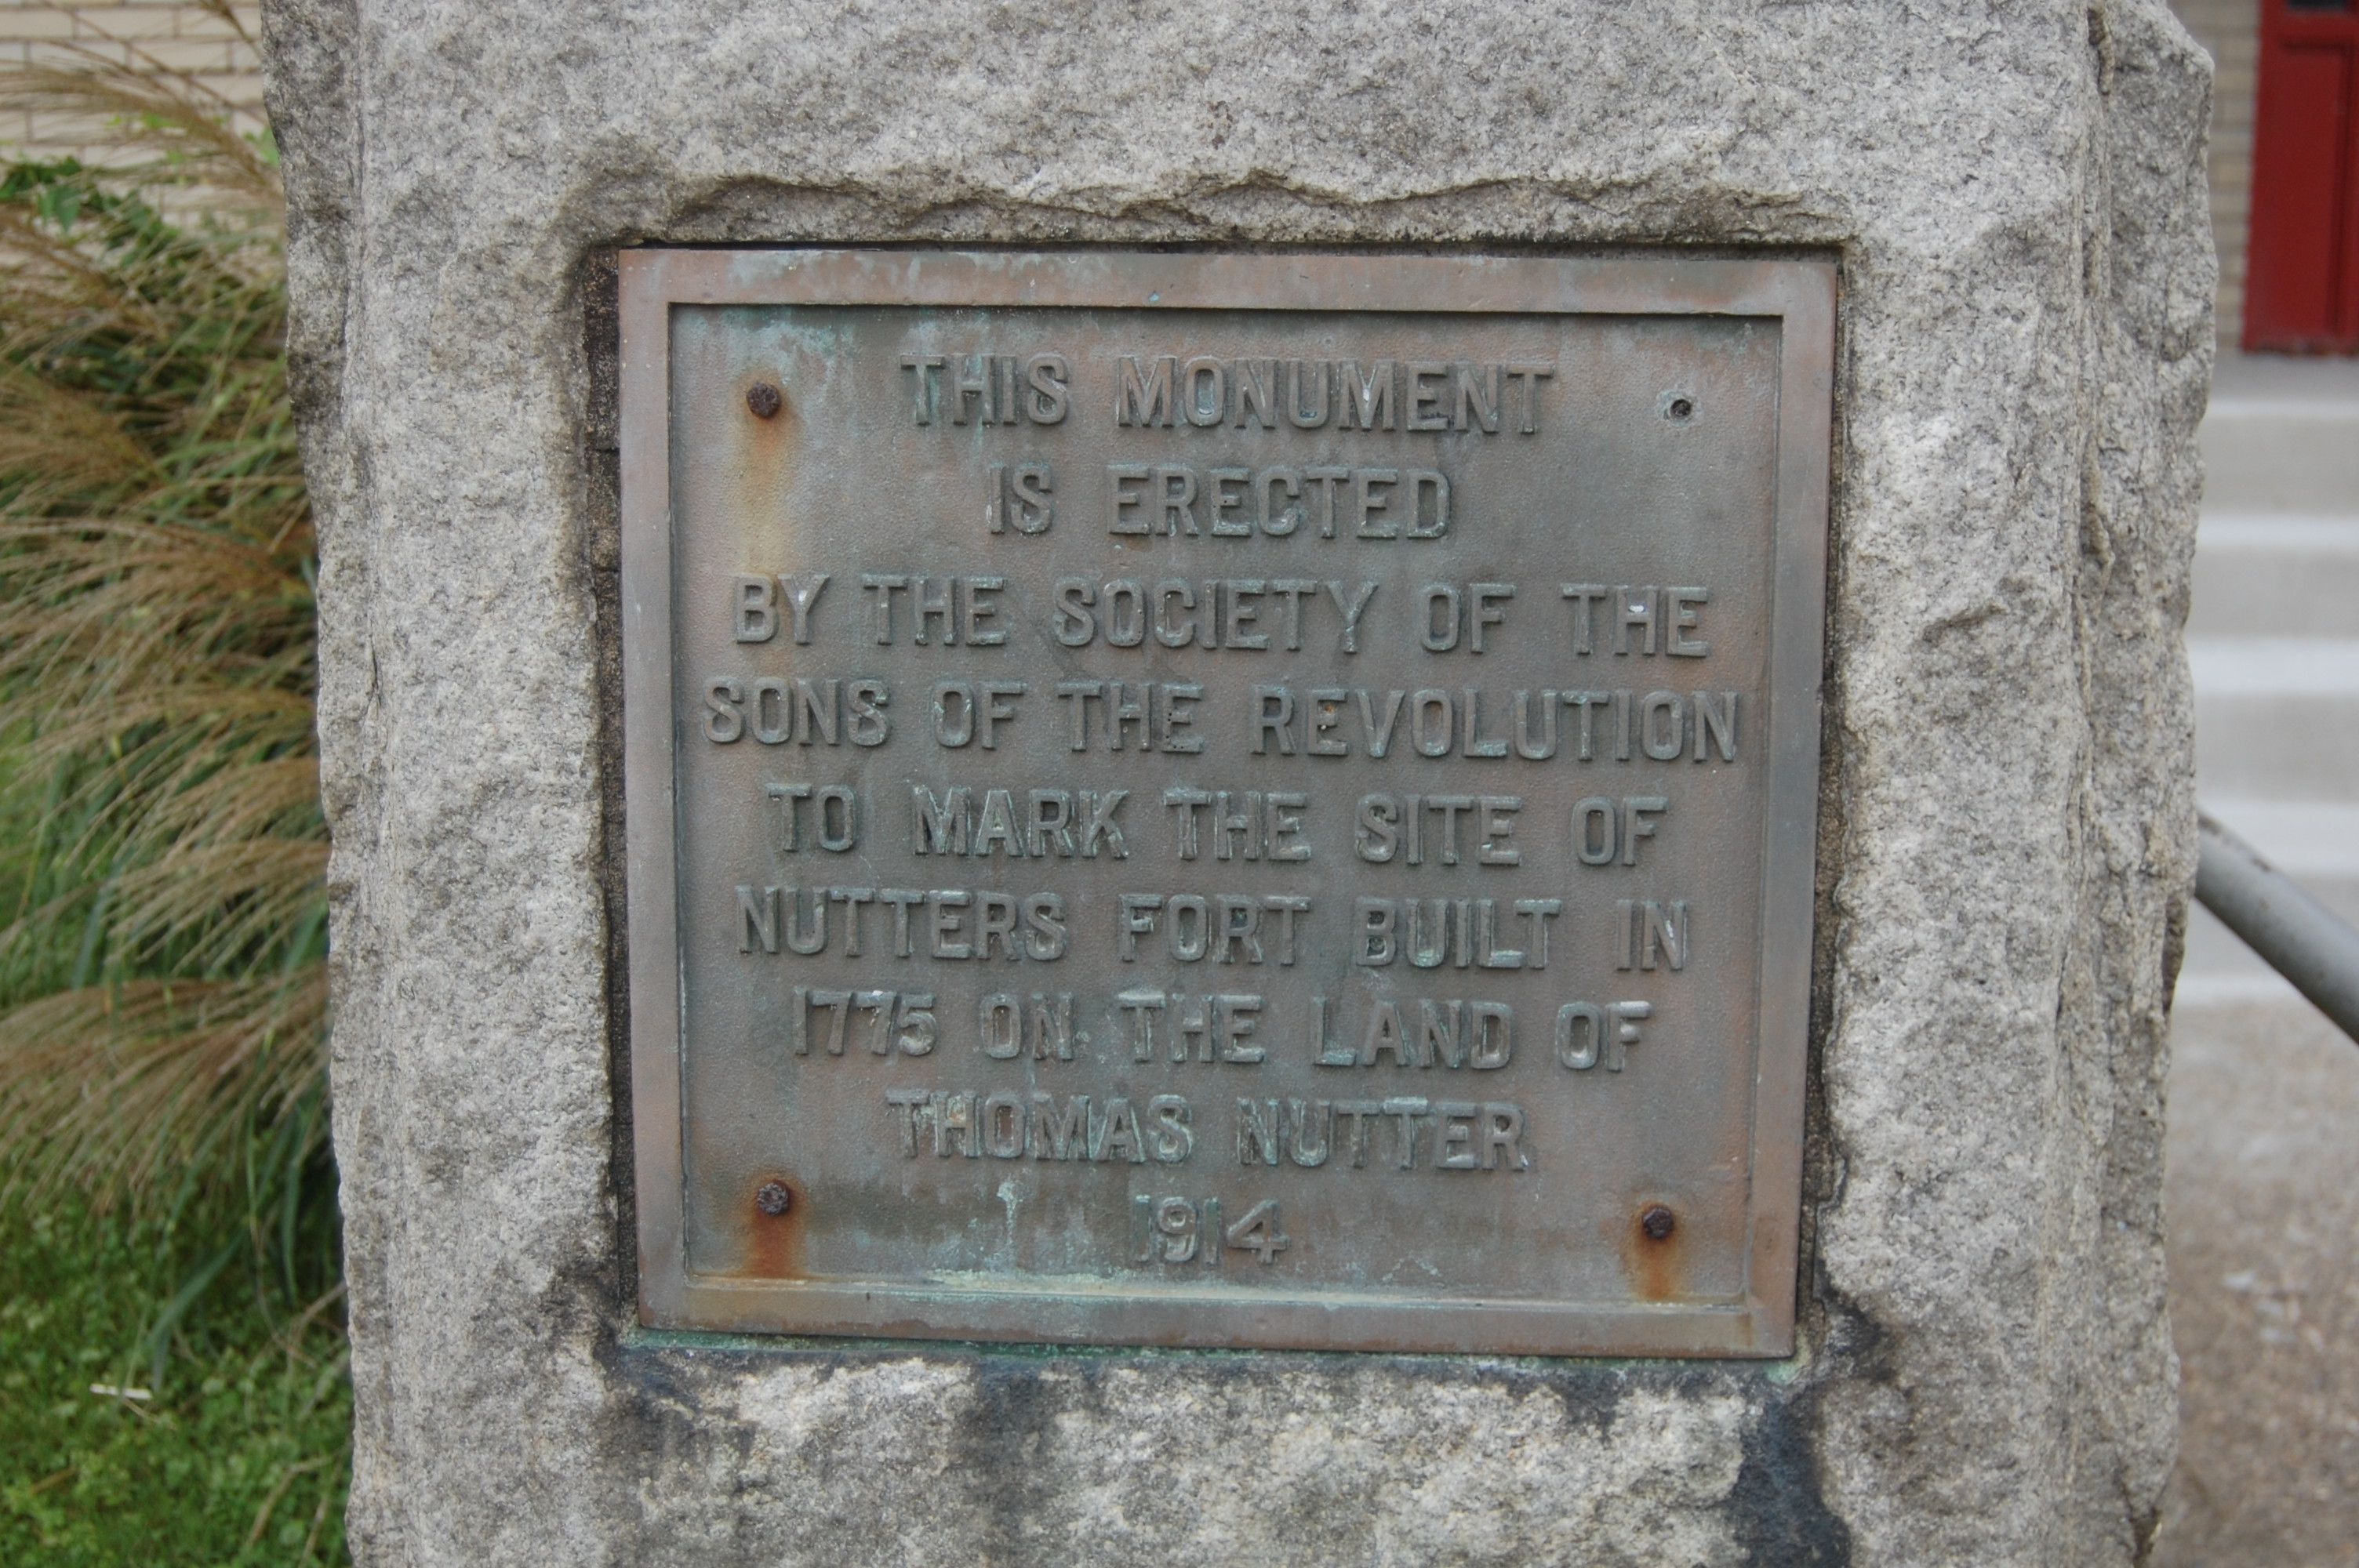 THIS MONUMENT
IS ERECTED
BY THE SOCIETY OF THE
SONS OF THE REVOLUTION
TO MARK THE SITE OF
NUTTERS FORT BUILT IN
1775 ON THE LAND OF
THOMAS NUTTER
1914